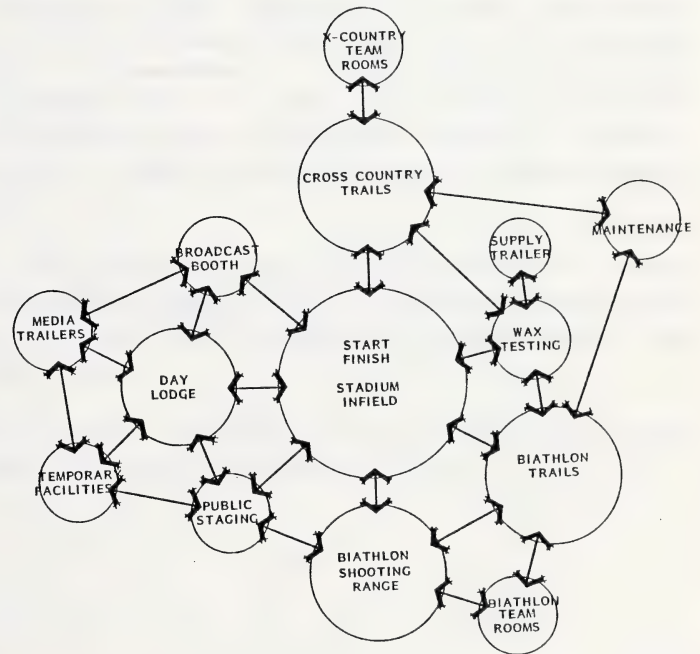 X-COUNTRY
TEAM
ROOMS
CROSS COUNTRY
TRAILS
MAINTENANCE
SUPPLY
TRAILER
BROADCAST
BOOTH
MEDIA
TRAILERS
WAX
TESTING
START
FINISH
STADIUM
INFIELD
DAY
LODGE
BIATHLON
TRAILS
TEMPORAR
FACILITIES
PUBLIC
STAGING
BIATHLON
SHOOTING
RANGE
BIATHLON
TEAM
ROOMS